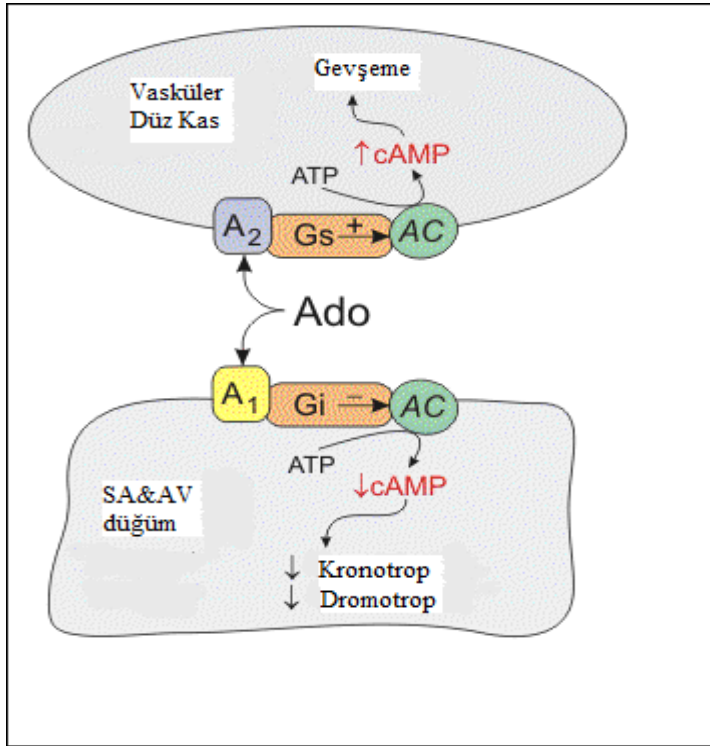 Gevşeme
Vasküler
Düz Kas
↑cAMP
ATP
A2 Gs + AC
Ado
A1 Gi – AC
ATP
↓cAMP
SA&AV
düğüm
↓ Kronotrop
↓ Dromotrop